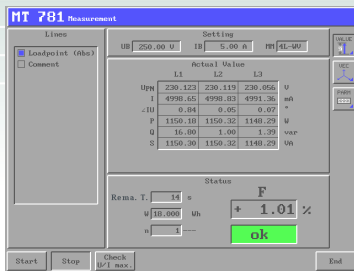 MT 781 Measurement
Lines
Loadpoint (Abs)
Comment
Setting
UB 250.00 U IB 5.00 A MM 4L-WV
Actual Value
L1 L2 L3
UPN 230.123 230.119 230.056 V
I 4998.65 4998.83 4991.36 mA
∠IU 0.84 0.05 0.07 °
P 1150.18 1150.32 1148.29 W
Q 16.80 1.00 1.39 var
S 1150.30 1150.32 1148.29 VA
Status
Rema. T. 14 s
W 18.000 Wh
n 1 ---
F
+ 1.01 %
ok
VALUE
VEC
PARM
Start Stop Check U/I max. End